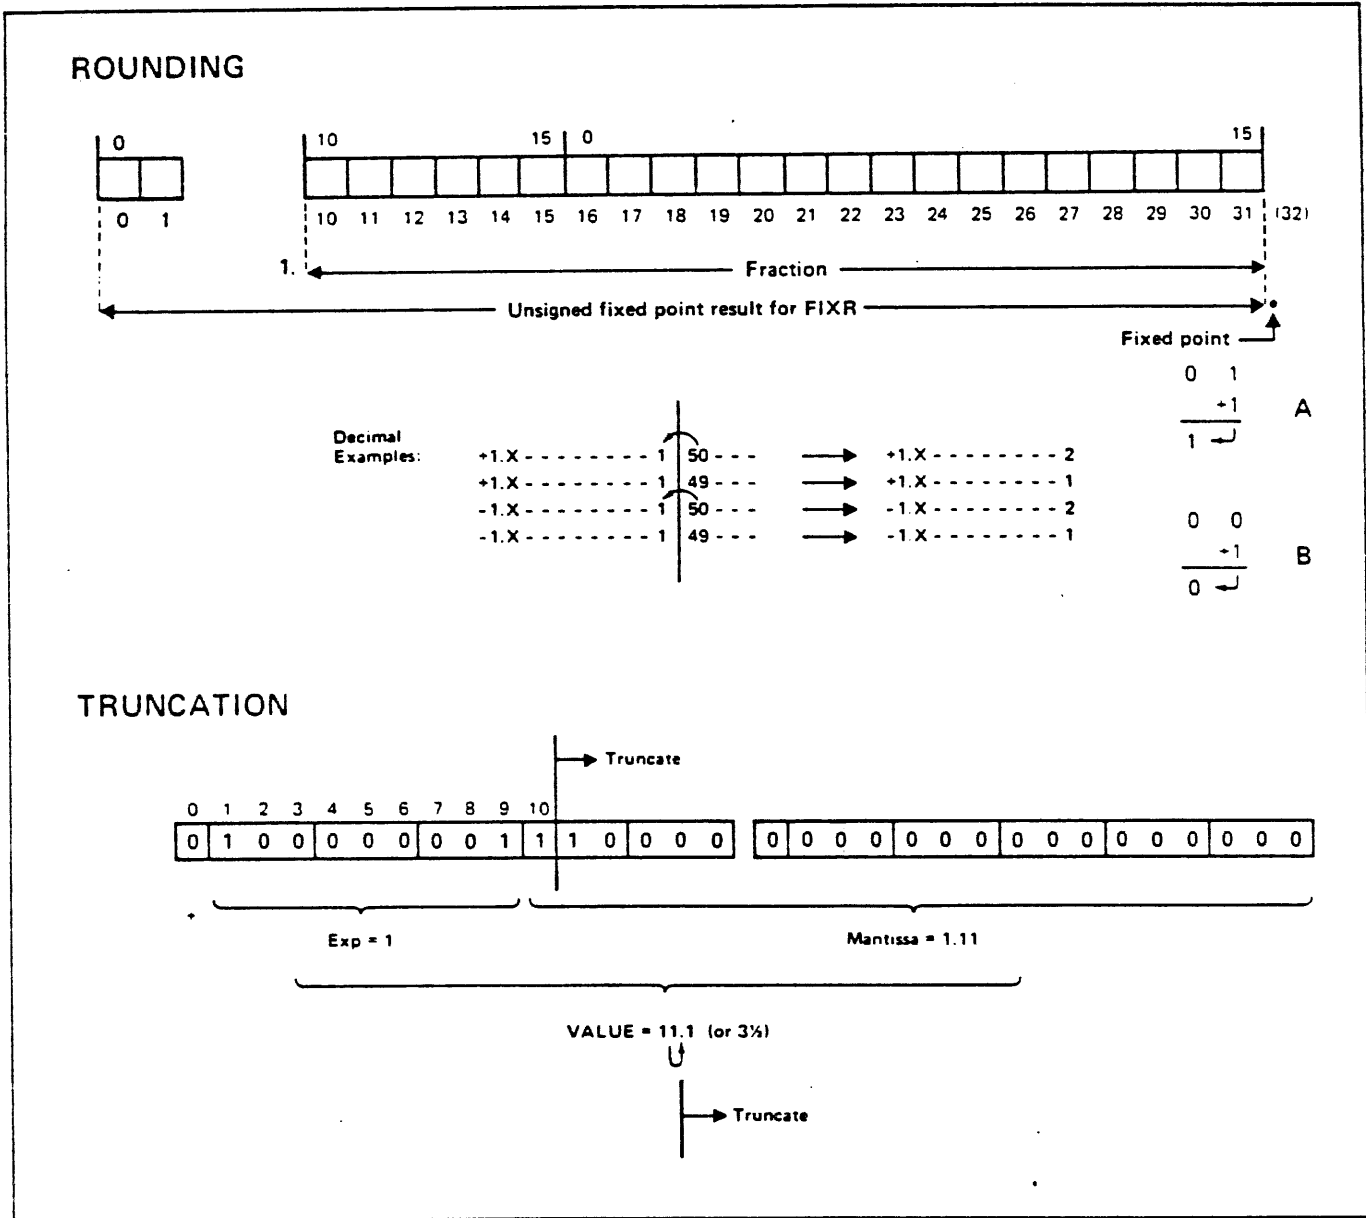 ROUNDING
0 10 15 0 15
0 1 10 11 12 13 14 15 16 17 18 19 20 21 22 23 24 25 26 27 28 29 30 31 (32)
1. Fraction
Unsigned fixed point result for FIXR
Fixed point
0 1
+1 A
1
Decimal
Examples:
+1.X - - - - - - - - 1 50 - - - +1.X - - - - - - - - 2
+1.X - - - - - - - - 1 49 - - - +1.X - - - - - - - - 1
-1.X - - - - - - - - 1 50 - - - -1.X - - - - - - - - 2
-1.X - - - - - - - - 1 49 - - - -1.X - - - - - - - - 1
0 0
+1 B
0
TRUNCATION
Truncate
0 1 2 3 4 5 6 7 8 9 10
0 1 0 0 0 0 0 0 0 1 1 1 0 0 0 0 0 0 0 0 0 0 0 0 0 0 0 0 0 0 0 0
+
Exp = 1 Mantissa = 1.11
VALUE = 11.1 (or 3½)
Truncate